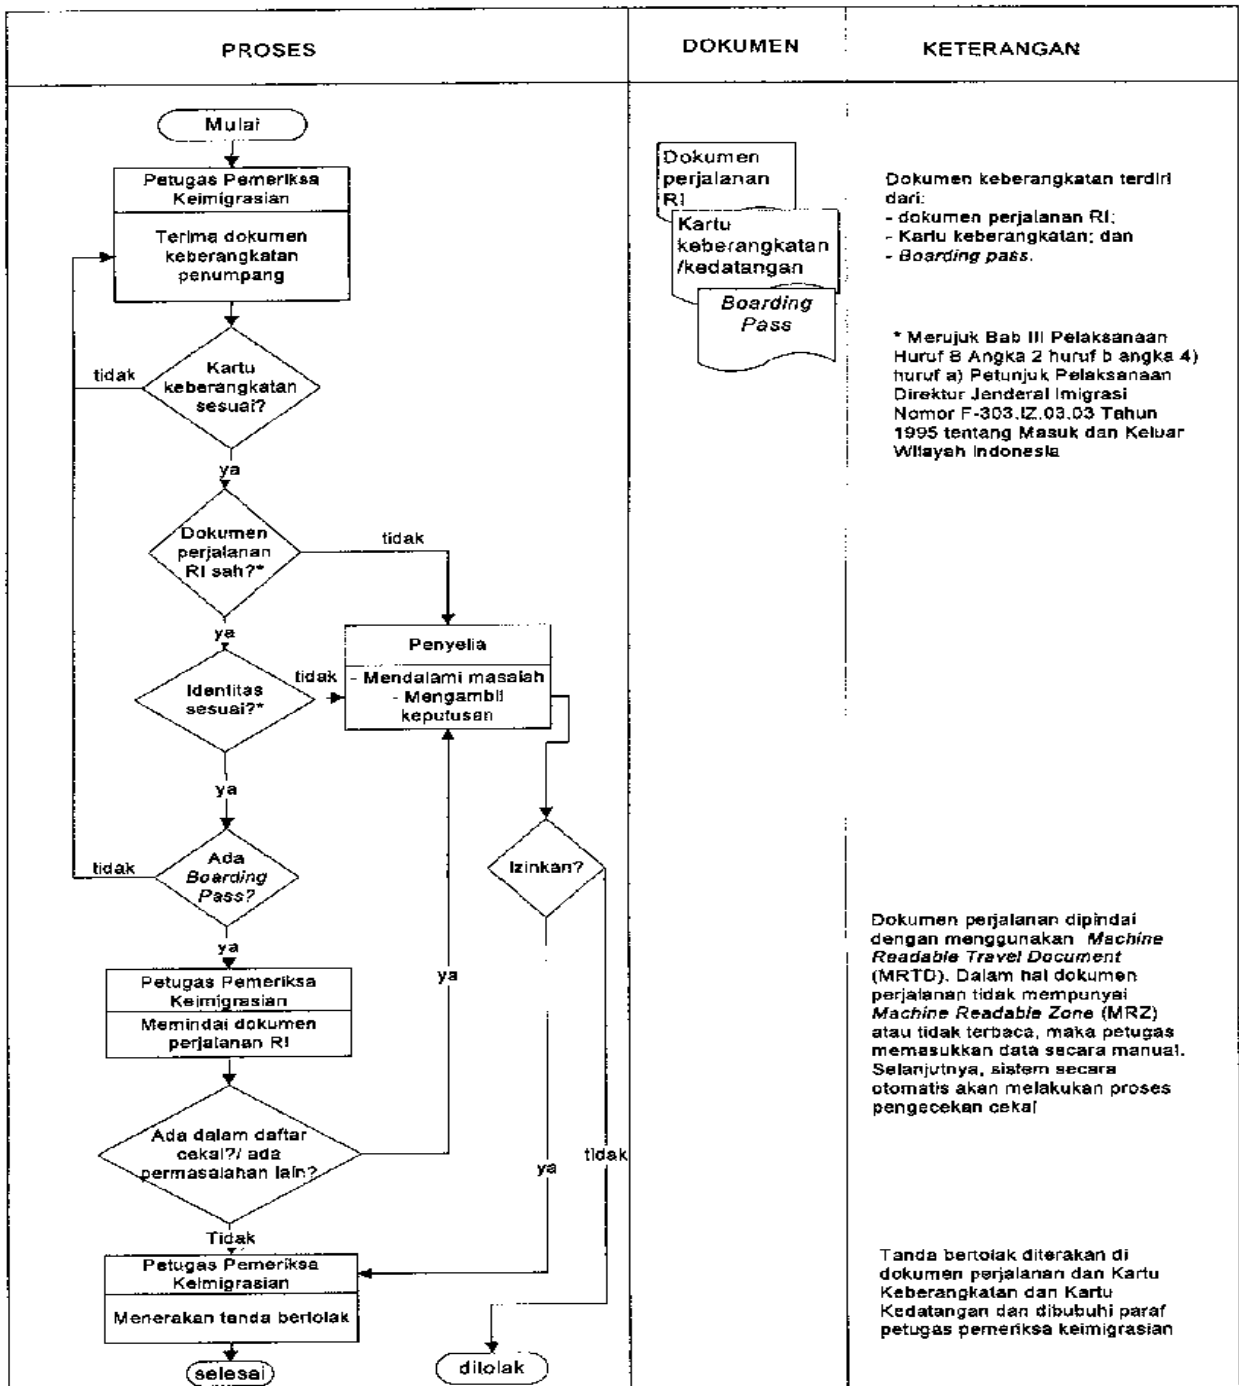 PROSES
DOKUMEN
KETERANGAN
Mulai
Petugas Pemeriksa
Keimigrasian
Terima dokumen
keberangkatan
penumpang
tidak
Kartu
keberangkatan
sesuai?
ya
Dokumen
perjalanan
RI sah?*
tidak
ya
Identitas
sesuai?*
tidak
Penyelia
- Mendalami masalah
- Mengambil
keputusan
ya
Ada
Boarding
Pass?
tidak
ya
Izinkan?
Petugas Pemeriksa
Keimigrasian
Memindai dokumen
perjalanan RI
ya
Ada dalam daftar
cekal?/ ada
permasalahan lain?
ya
tidak
Tidak
Petugas Pemeriksa
Keimigrasian
Menerakan tanda bertolak
selesai
ditolak
Dokumen
perjalanan
RI
Kartu
keberangkatan
/kedatangan
Boarding
Pass
Dokumen keberangkatan terdiri
dari:
- dokumen perjalanan RI;
- Kartu keberangkatan; dan
- Boarding pass.
* Merujuk Bab III Pelaksanaan
Huruf B Angka 2 huruf b angka 4)
huruf a) Petunjuk Pelaksanaan
Direktur Jenderal Imigrasi
Nomor F-303.IZ.03.03 Tahun
1995 tentang Masuk dan Keluar
Wilayah Indonesia
Dokumen perjalanan dipindai
dengan menggunakan Machine
Readable Travel Document
(MRTD). Dalam hal dokumen
perjalanan tidak mempunyai
Machine Readable Zone (MRZ)
atau tidak terbaca, maka petugas
memasukkan data secara manual.
Selanjutnya, sistem secara
otomatis akan melakukan proses
pengecekan cekal
Tanda bertolak diterakan di
dokumen perjalanan dan Kartu
Keberangkatan dan Kartu
Kedatangan dan dibubuhi paraf
petugas pemeriksa keimigrasian